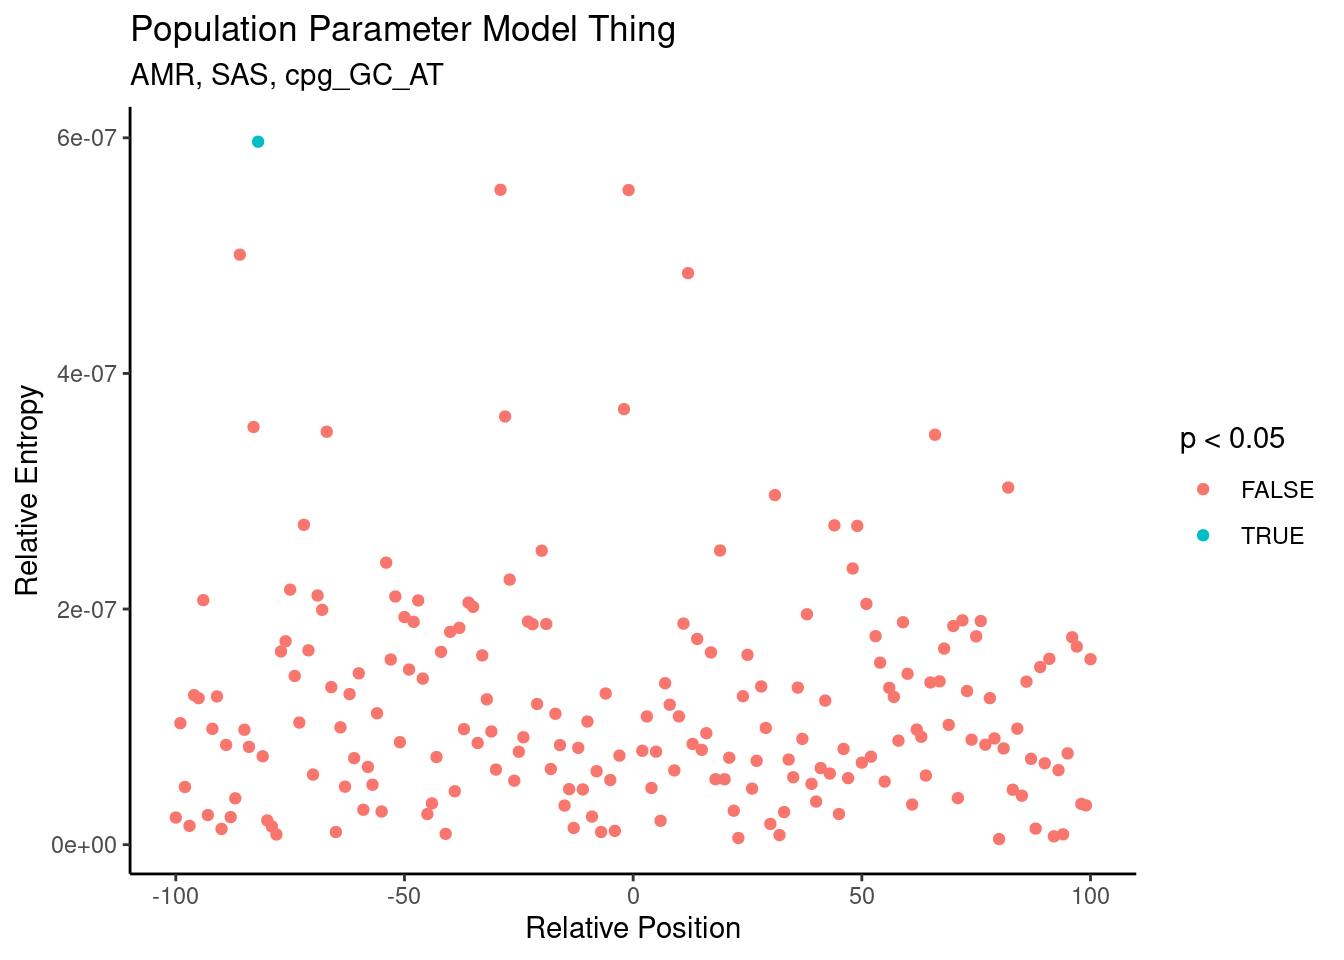 Population Parameter Model Thing
AMR, SAS, cpg_GC_AT
6e-07
4e-07
2e-07
0e+00
Relative Entropy
-100
-50
0
50
100
Relative Position
p < 0.05
FALSE
TRUE